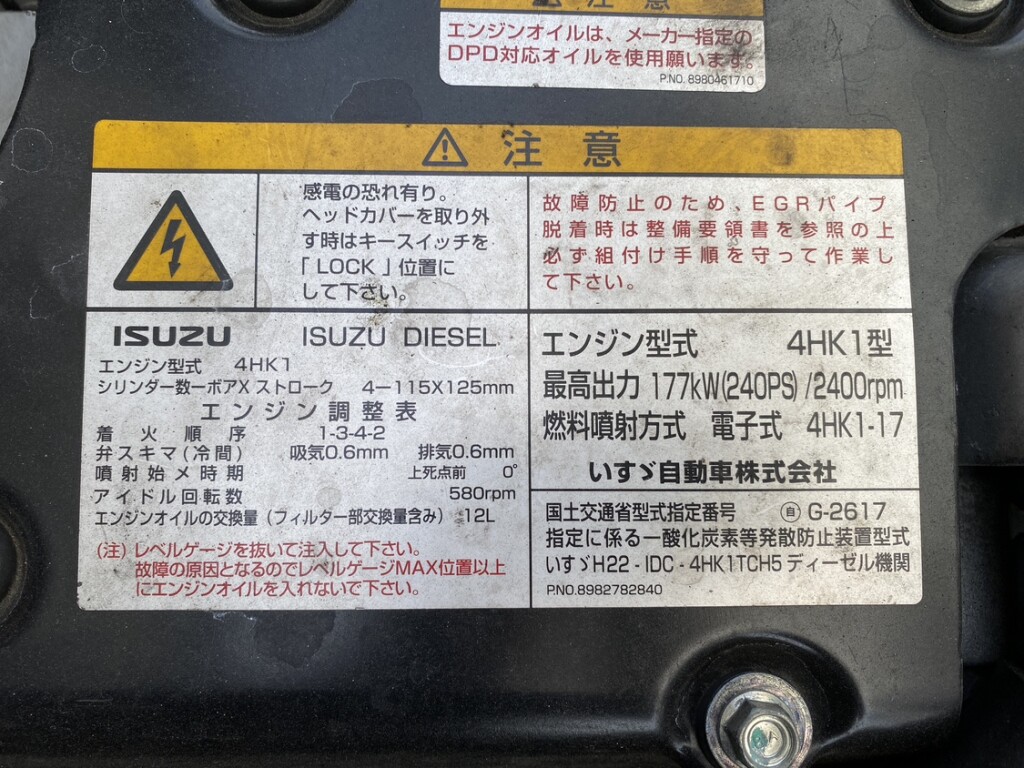 注意
エンジンオイルは、メーカー指定の
DPD対応オイルを使用願います。
P.NO. 8980461710
注意
感電の恐れ有り。
ヘッドカバーを取り外
す時はキースイッチを
「LOCK」位置に
して下さい。
故障防止のため、EGRパイプ
脱着時は整備要領書を参照の上
必ず組付け手順を守って作業し
て下さい。
ISUZU ISUZU DIESEL
エンジン型式 4HK1
シリンダー数ーボアXストローク 4－115X125mm
エンジン調整表
着火順序 1-3-4-2
弁スキマ(冷間) 吸気0.6mm 排気0.6mm
噴射始メ時期 上死点前 0°
アイドル回転数 580rpm
エンジンオイルの交換量(フィルター部交換量含み) 12L
(注) レベルゲージを抜いて注入して下さい。
故障の原因となるのでレベルゲージMAX位置以上
にエンジンオイルを入れないで下さい。
エンジン型式 4HK1型
最高出力 177kW(240PS)/2400rpm
燃料噴射方式 電子式 4HK1-17
いすゞ自動車株式会社
国土交通省型式指定番号 ㊑ G-2617
指定に係る一酸化炭素等発散防止装置型式
いすゞH22-IDC-4HK1TCH5 ディーゼル機関
P.NO.8982782840